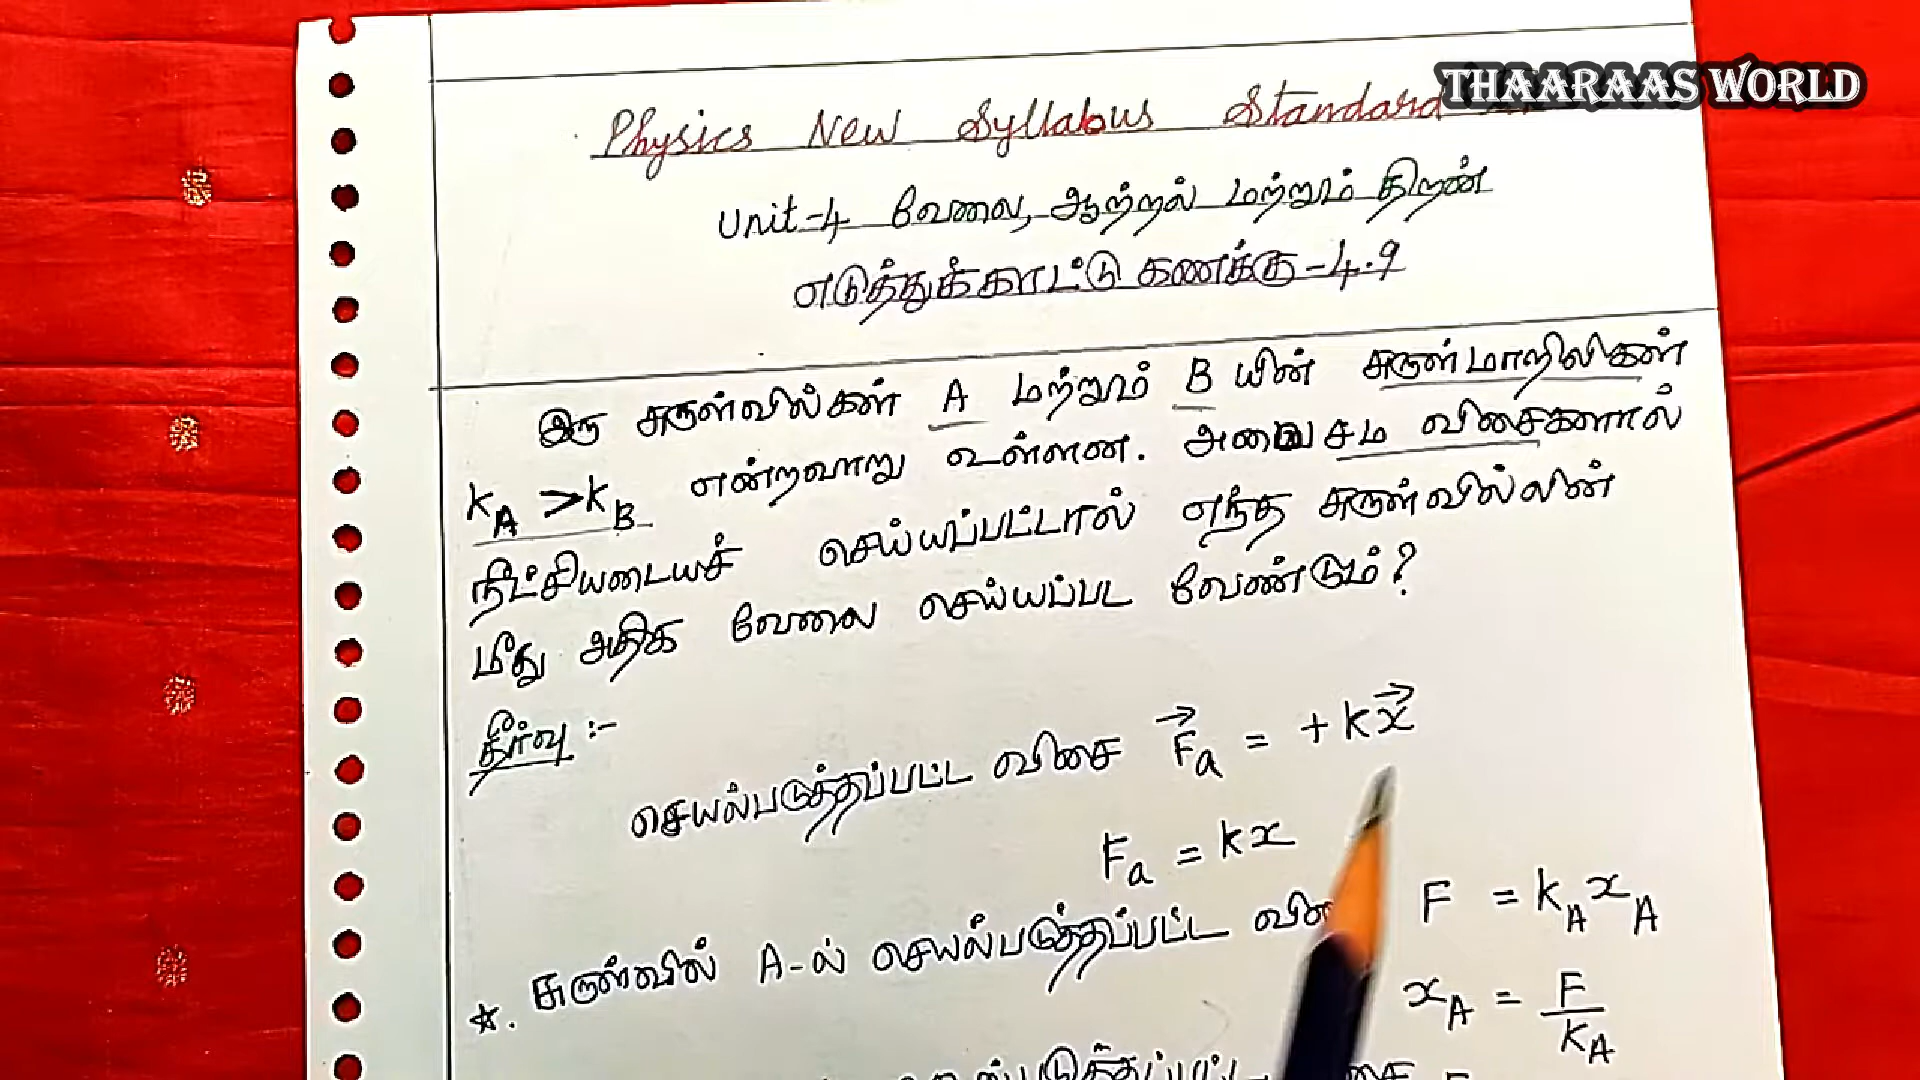 THAARAAS WORLD
Physics New Syllabus Standard
Unit-4 வேலை, ஆற்றல் மற்றும் திறன்
எடுத்துக்காட்டு கணக்கு - 4.9
இரு சுருள்வில்கள் A மற்றும் B யின் சுருள்மாறிலிகள்
kA > kB என்றவாறு உள்ளன. அவை சம விசைகளால்
நீட்சியடையச் செய்யப்பட்டால் எந்த சுருள்வில்லின்
மீது அதிக வேலை செய்யப்பட வேண்டும்?
தீர்வு :-
செயல்படுத்தப்பட்ட விசை F⃗a = + kx⃗
Fa = kx
☆. சுருள்வில் A-ல் செயல்படுத்தப்பட்ட F = kA xA
xA = F/kA